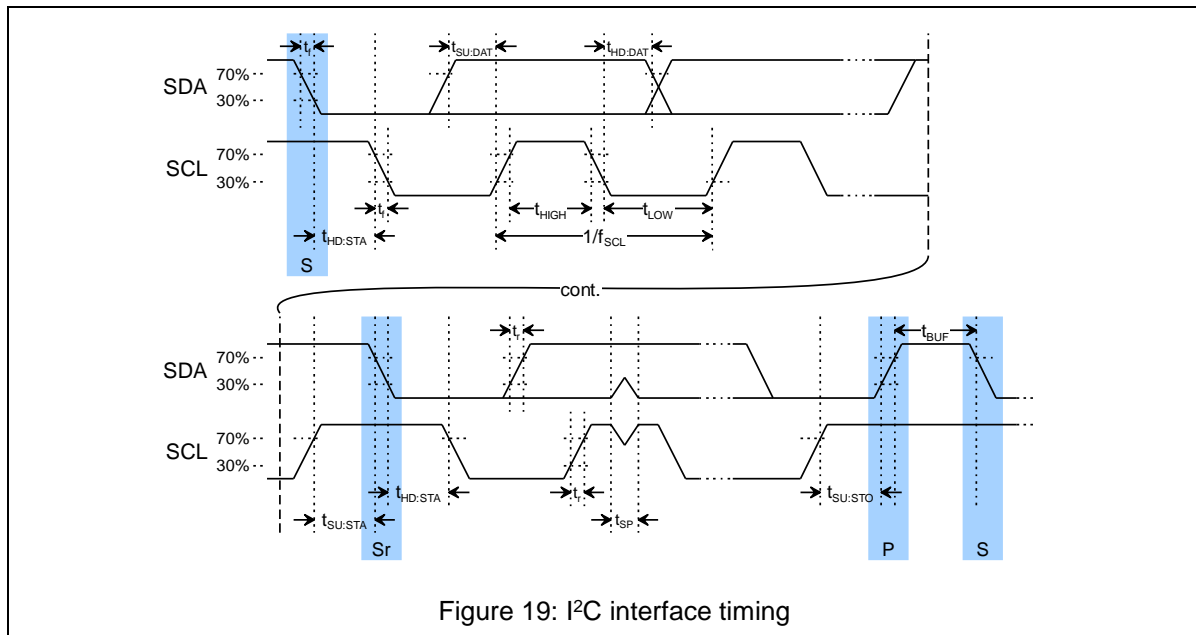 tf
tSU:DAT
tHD:DAT
SDA
70%
30%
SCL
70%
30%
tf
tHIGH
tLOW
tHD:STA
1/fSCL
S
cont.
tr
tBUF
SDA
70%
30%
SCL
70%
30%
tHD:STA
tr
tSU:STO
tSU:STA
tSP
Sr
P
S
Figure 19: I²C interface timing